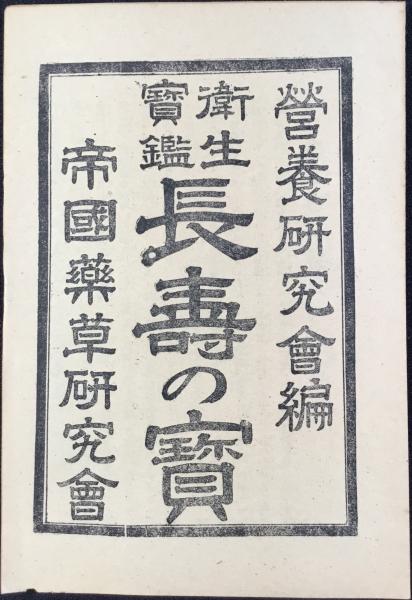 營養研究會編
衛生
寶鑑
長壽の寶
帝國藥草研究會